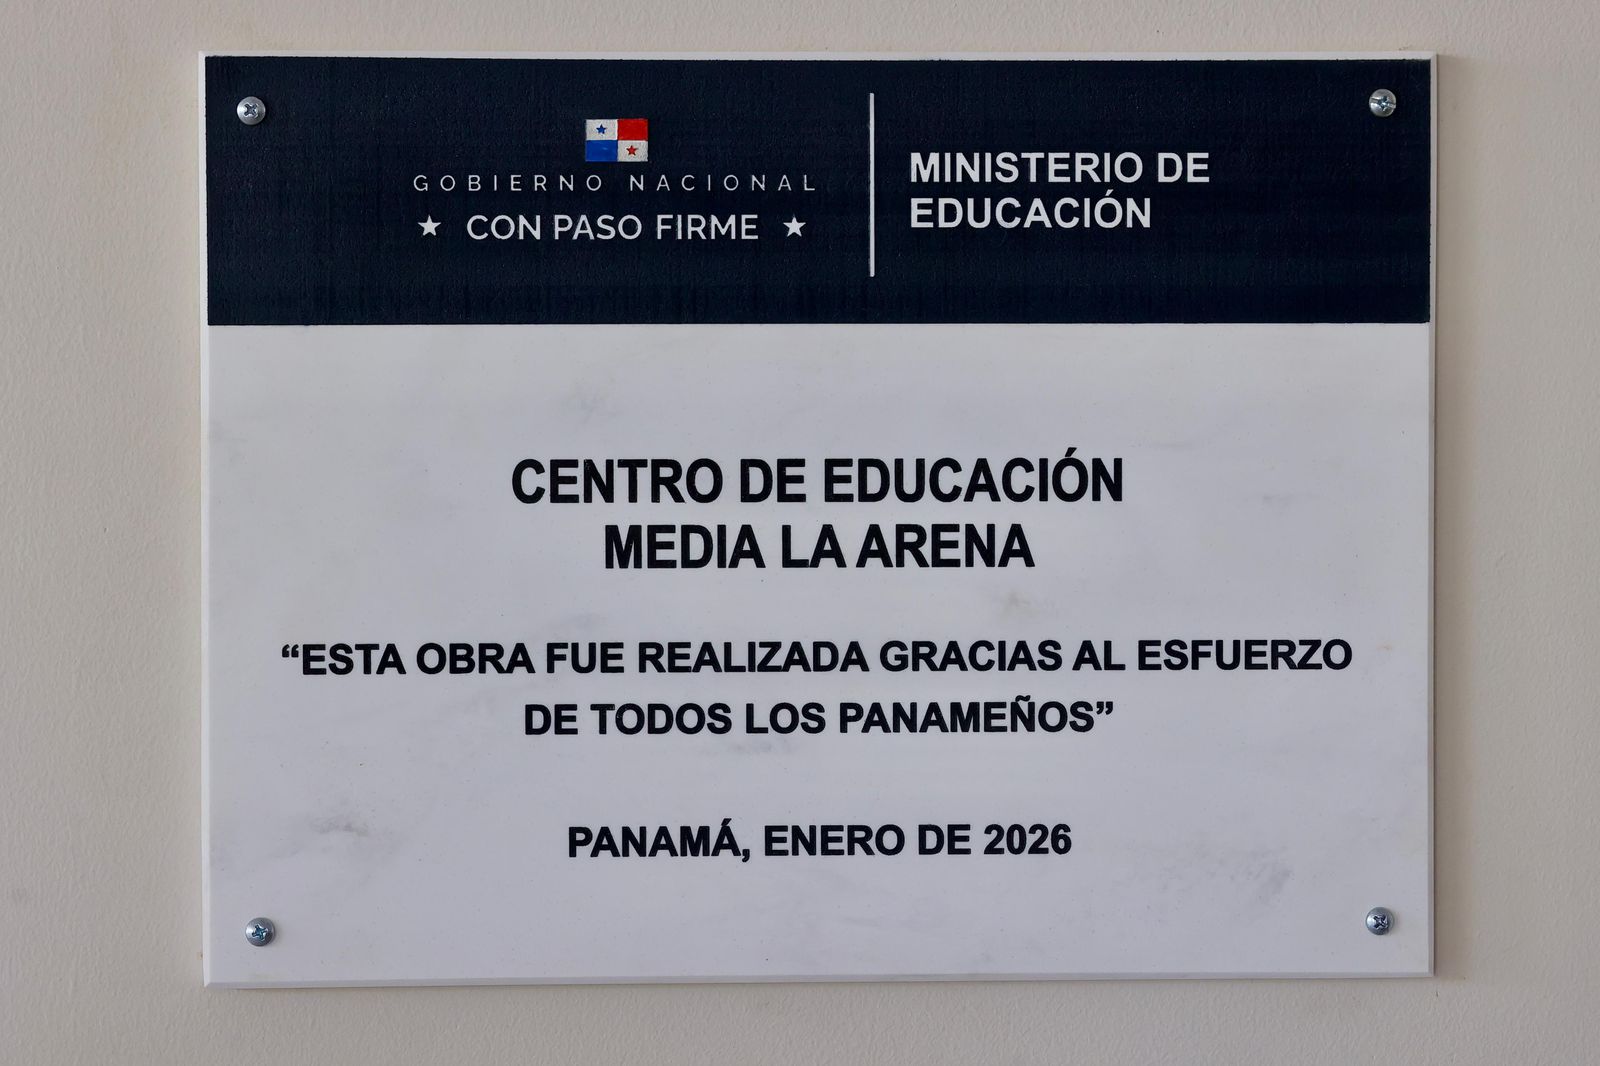 GOBIERNO NACIONAL
★ CON PASO FIRME ★
MINISTERIO DE
EDUCACIÓN
CENTRO DE EDUCACIÓN
MEDIA LA ARENA
“ESTA OBRA FUE REALIZADA GRACIAS AL ESFUERZO
DE TODOS LOS PANAMEÑOS”
PANAMÁ, ENERO DE 2026